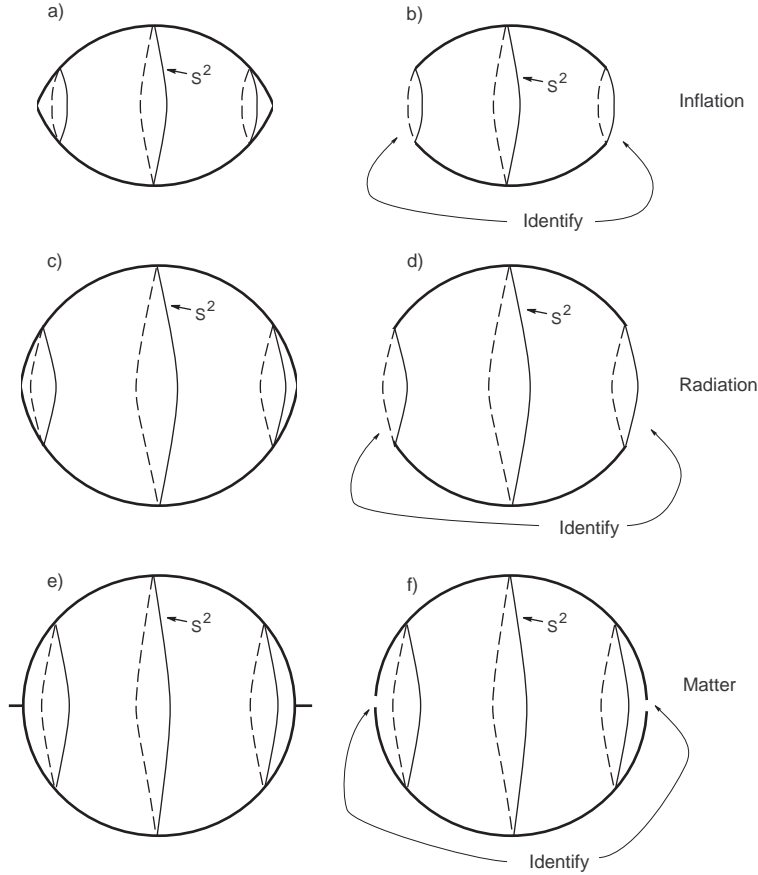 a)
b)
S²
S²
Inflation
Identify
c)
d)
S²
S²
Radiation
Identify
e)
f)
S²
S²
Matter
Identify